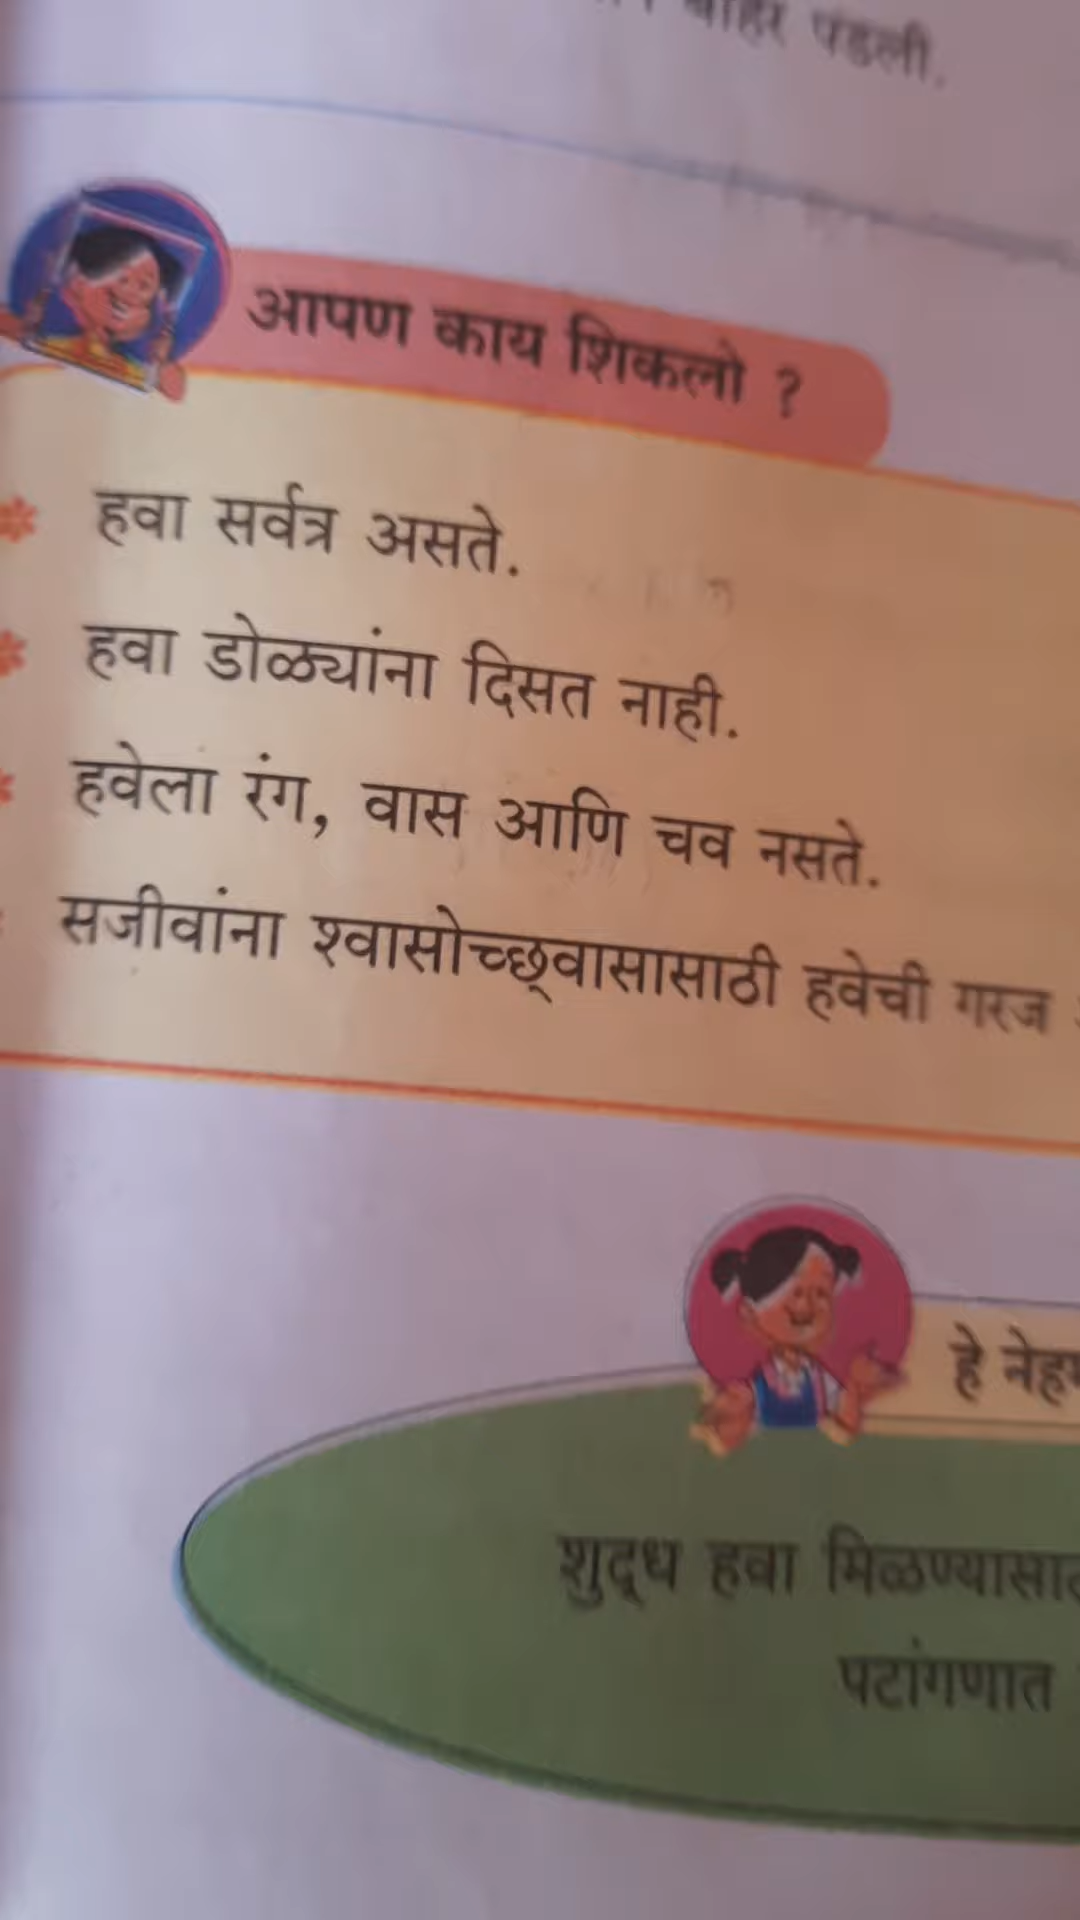 बाहेर पडली.
आपण काय शिकलो ?
हवा सर्वत्र असते.
हवा डोळ्यांना दिसत नाही.
हवेला रंग, वास आणि चव नसते.
सजीवांना श्वासोच्छ्वासासाठी हवेची गरज
हे
शुद्ध हवा
पटांगणात